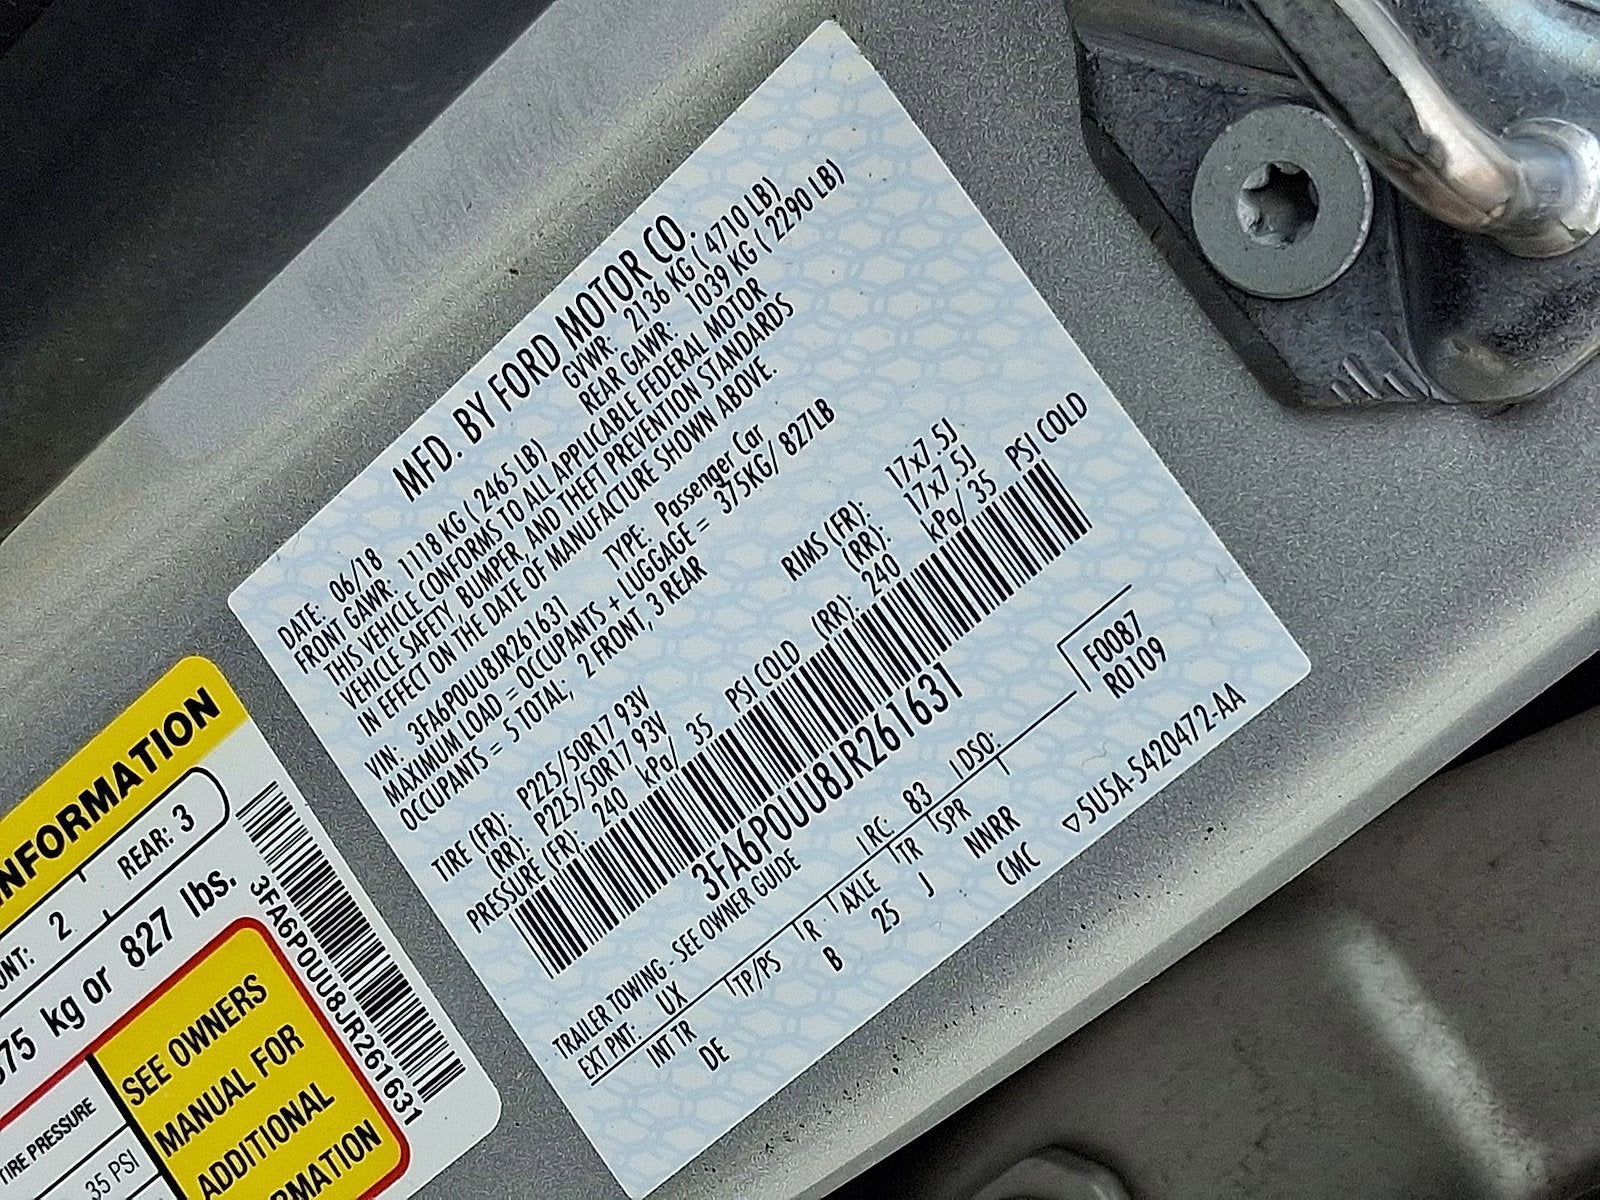 MFD. BY FORD MOTOR CO.
DATE: 06/18 GVWR: 2136 KG ( 4710 LB)
FRONT GAWR: 1118 KG ( 2465 LB) REAR GAWR: 1039 KG ( 2290 LB)
THIS VEHICLE CONFORMS TO ALL APPLICABLE FEDERAL MOTOR
VEHICLE SAFETY, BUMPER, AND THEFT PREVENTION STANDARDS
IN EFFECT ON THE DATE OF MANUFACTURE SHOWN ABOVE.
VIN: 3FA6P0UU8JR261631 TYPE: Passenger Car
MAXIMUM LOAD = OCCUPANTS + LUGGAGE = 375KG/ 827LB
OCCUPANTS = 5 TOTAL; 2 FRONT, 3 REAR
TIRE (FR): P225/50R17 93V RIMS (FR): 17x7.5J
(RR): P225/50R17 93V (RR): 17x7.5J
PRESSURE (FR): 240 kPa/ 35 PSI COLD (RR): 240 kPa/ 35 PSI COLD
3FA6P0UU8JR261631
TRAILER TOWING - SEE OWNER GUIDE
EXT PNT: UX RC: 83 DSO: F0087
R0109
INT TR TP/PS R AXLE TR SPR
DE B 25 J NNRR
CMC ▽5U5A-5420472-AA
NFORMATION
UNT: 2 REAR: 3
375 kg or 827 lbs.
3FA6P0UU8JR261631
TIRE PRESSURE
35 PSI
SEE OWNERS
MANUAL FOR
ADDITIONAL
RMATION